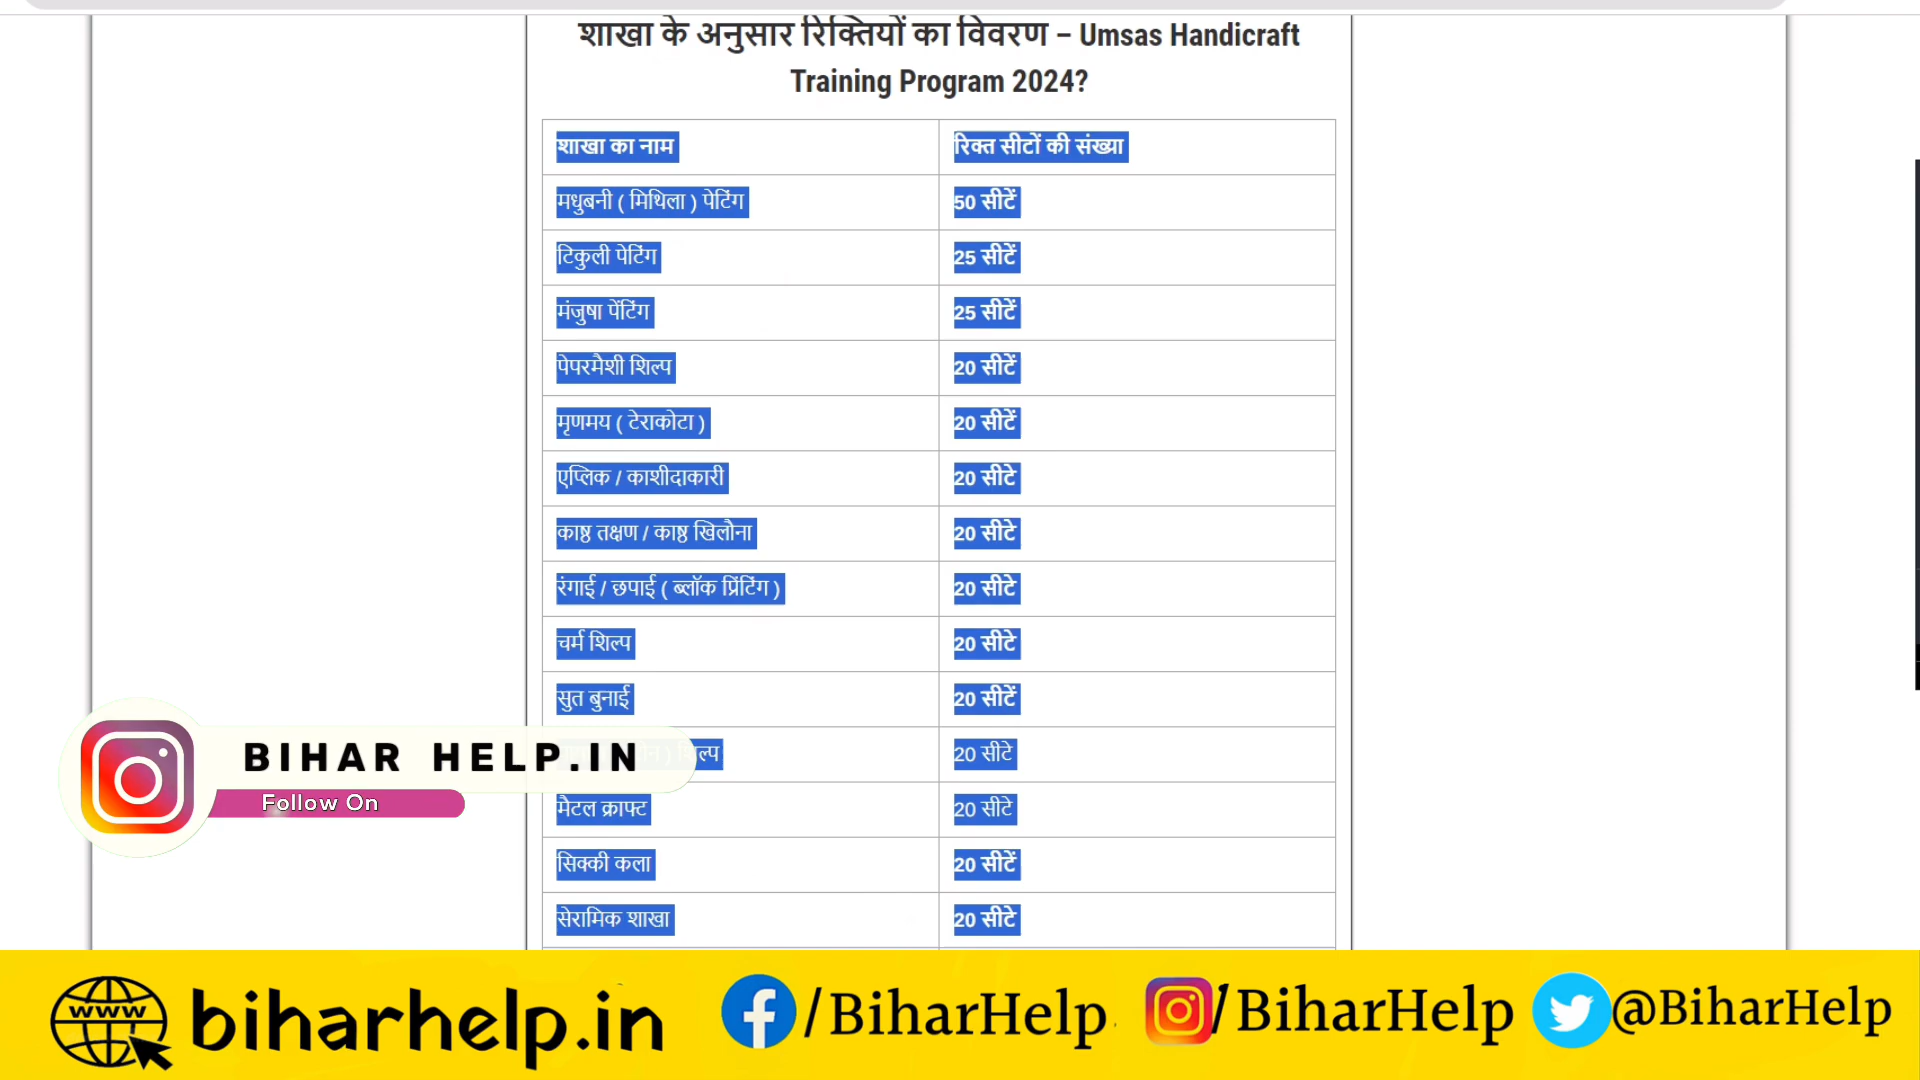 शाखा के अनुसार रिक्तियों का विवरण – Umsas Handicraft
Training Program 2024?
शाखा का नाम रिक्त सीटों की संख्या
मधुबनी ( मिथिला ) पेटिंग 50 सीटें
टिकुली पेटिंग 25 सीटें
मंजुषा पेंटिंग 25 सीटें
पेपरमैशी शिल्प 20 सीटें
मृणमय ( टेराकोटा ) 20 सीटें
एप्लिक / काशीदाकारी 20 सीटे
काष्ठ तक्षण / काष्ठ खिलौना 20 सीटे
रंगाई / छपाई ( ब्लॉक प्रिंटिंग ) 20 सीटे
चर्म शिल्प 20 सीटे
सुत बुनाई 20 सीटें
) शिल्प 20 सीटे
मैटल क्राफ्ट 20 सीटे
सिक्की कला 20 सीटें
सेरामिक शाखा 20 सीटे
BIHAR HELP.IN
Follow On
www biharhelp.in /BiharHelp /BiharHelp @BiharHelp